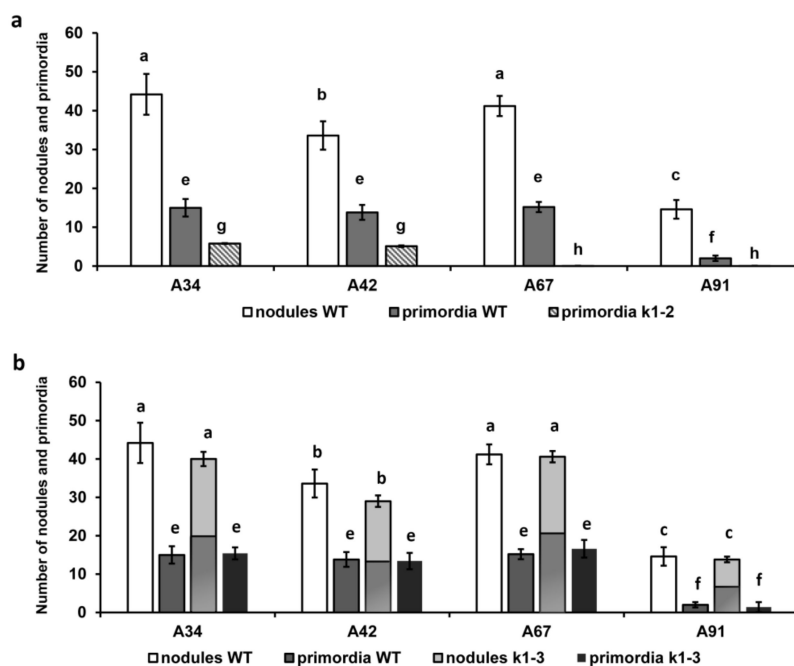 a
Number of nodules and primordia
60
50
40
30
20
10
0
a
e
g
b
e
g
a
e
h
c
f
h
A34 A42 A67 A91
nodules WT primordia WT primordia k1-2
b
Number of nodules and primordia
60
50
40
30
20
10
0
a
e
a
e
b
e
b
e
a
e
a
e
c
f
c
f
A34 A42 A67 A91
nodules WT primordia WT nodules k1-3 primordia k1-3